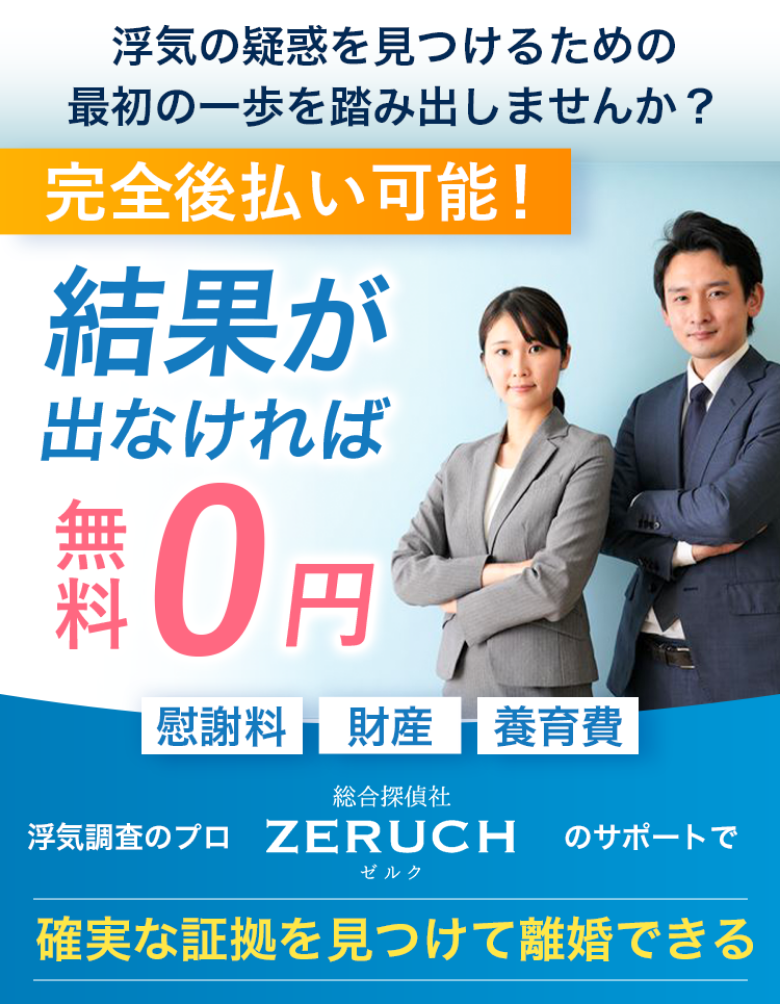 浮気の疑惑を見つけるための
最初の一歩を踏み出しませんか？
完全後払い可能！
結果が
出なければ
無料0円
慰謝料 財産 養育費
総合探偵社
浮気調査のプロ ZERUCH のサポートで
ゼルク
確実な証拠を見つけて離婚できる